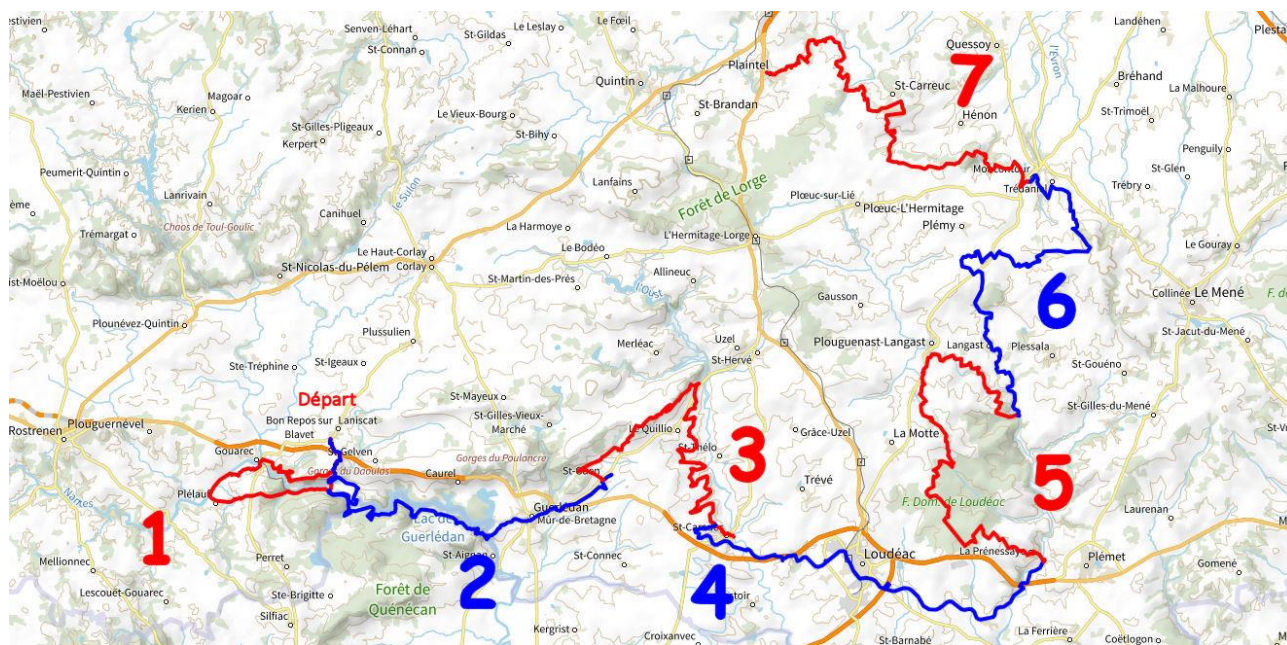 Senven-Léhart
Le Leslay
Le Fœil
Landéhen
Plesta
St-Gildas
Quessoy
l'Evron
St-Connan
Plaintel
7
Quintin
Bréhand
Maël-Pestivien
Magoar
St-Carreuc
La Malhoure
Kerien
St-Brandan
Le Vieux-Bourg
Hénon
St-Trimoël
St-Gilles-Pligeaux
St-Bihy
Kerpert
Penguily
Peumerit-Quintin
le Sulon
St-Glen
Lanfains
Trébry
Lanrivain
Forêt de Lorge
Trédaniel
Plœuc-sur-Lié
Plœuc-L'Hermitage
Canihuel
Chaos de Toul-Goulic
La Harmoye
Plémy
Trémargat
L'Hermitage-Lorge
Le Haut-Corlay
Le Bodéo
Le Gouray
Corlay
St-Nicolas-du-Pélem
Allineuc
St-Martin-des-Prés
l'Oust
6
Collinée
Le Mené
Gausson
Plounévez-Quintin
St-Jacut-du-Mené
Plussulien
Uzel
Plouguenast-Langast
Langast
Merléac
St-Hervé
Plessala
St-Igeaux
Ste-Tréphine
St-Gouéno
Départ
St-Mayeux
St-Gilles-du-Mené
St-Gilles-Vieux-
Marché
Bon Repos sur
Blavet
Laniscat
Plouguernével
Rostrenen
Le Quillio
Grâce-Uzel
La Motte
3
St-Thélo
St-Gelven
Gouarec
Gorges du Daoulas
Gorges du Poulancre
Caurel
5
Trévé
Plélauf
F. Dom. de Loudéac
Laurenan
Guerlédan
Mûr-de-Bretagne
Lac de
Guerlédan
1
Loudéac
La Prénessaye
Plémet
St-Aignan
St-Connec
Mellionnec
Perret
Gomené
2
4
Forêt de
Quénécan
Lescouët-Gouarec
Ste-Brigitte
Silfiac
Kergrist
Croixanvec
La Ferrière
St-Barnabé
Coëtlogon